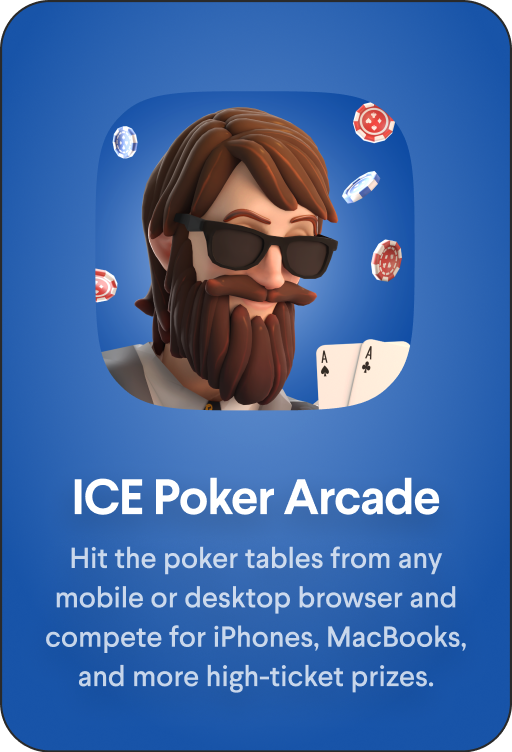 A
A
ICE Poker Arcade
Hit the poker tables from any
mobile or desktop browser and
compete for iPhones, MacBooks,
and more high-ticket prizes.